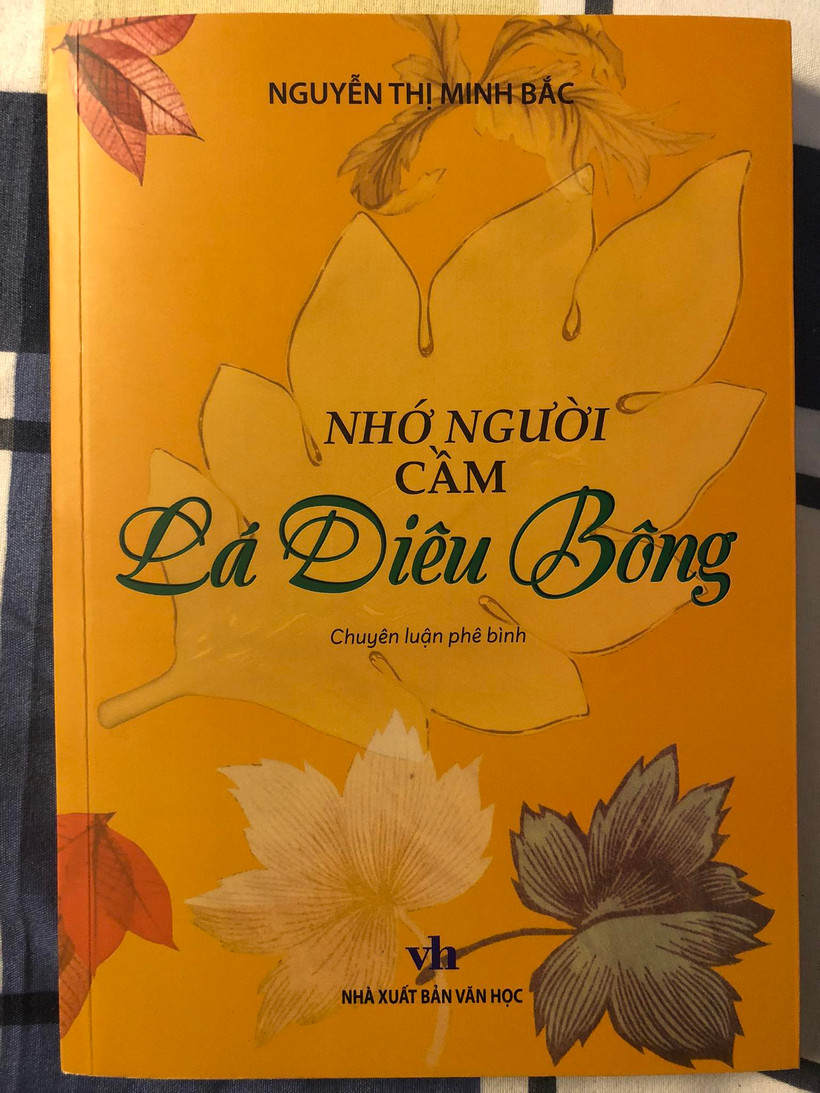 NGUYỄN THỊ MINH BẮC
NHỚ NGƯỜI
CẦM
Lá Diêu Bông
Chuyên luận phê bình
vh
NHÀ XUẤT BẢN VĂN HỌC